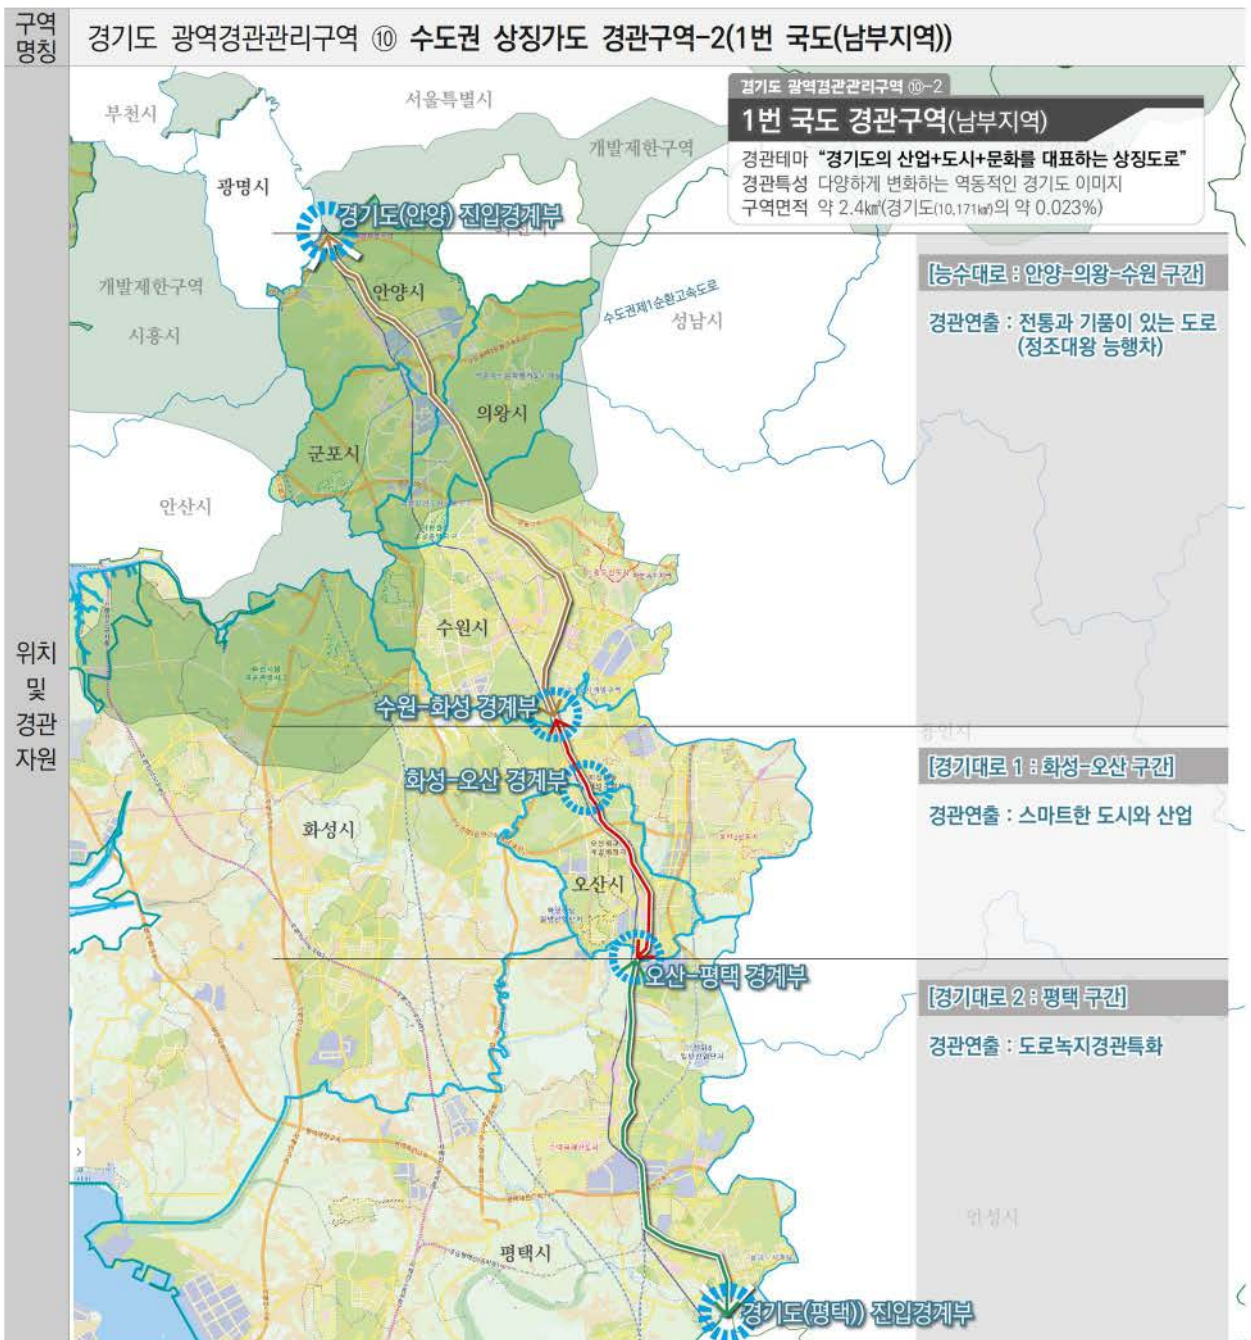 구역
명칭
경기도 광역경관관리구역 ⑩ 수도권 상징가도 경관구역-2(1번 국도(남부지역))
경기도 광역경관관리구역 ⑩-2
1번 국도 경관구역(남부지역)
경관테마 “경기도의 산업+도시+문화를 대표하는 상징도로”
경관특성 다양하게 변화하는 역동적인 경기도 이미지
구역면적 약 2.4㎢(경기도(10,171㎢)의 약 0.023%)
부천시
서울특별시
개발제한구역
광명시
경기도(안양) 진입경계부
개발제한구역
시흥시
안양시
수도권제1순환고속도로
성남시
[능수대로 : 안양-의왕-수원 구간]
경관연출 : 전통과 기품이 있는 도로
(정조대왕 능행차)
의왕시
군포시
안산시
수원시
위치
및
경관
자원
수원-화성 경계부
용인시
화성-오산 경계부
[경기대로 1 : 화성-오산 구간]
경관연출 : 스마트한 도시와 산업
화성시
오산시
오산-평택 경계부
[경기대로 2 : 평택 구간]
경관연출 : 도로녹지경관특화
안성시
평택시
경기도(평택)) 진입경계부